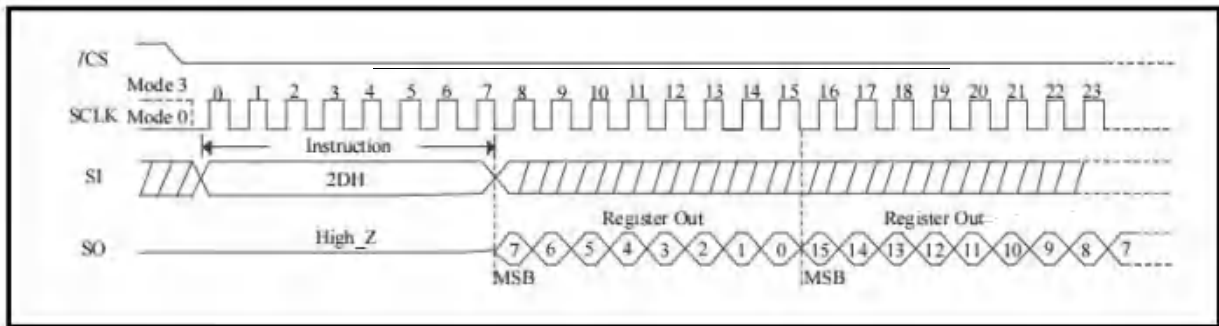 /CS
Mode 3
0 1 2 3 4 5 6 7 8 9 10 11 12 13 14 15 16 17 18 19 20 21 22 23
SCLK Mode 0
Instruction
SI 2DH
Register Out Register Out
High_Z
SO 7 6 5 4 3 2 1 0 15 14 13 12 11 10 9 8 7
MSB MSB